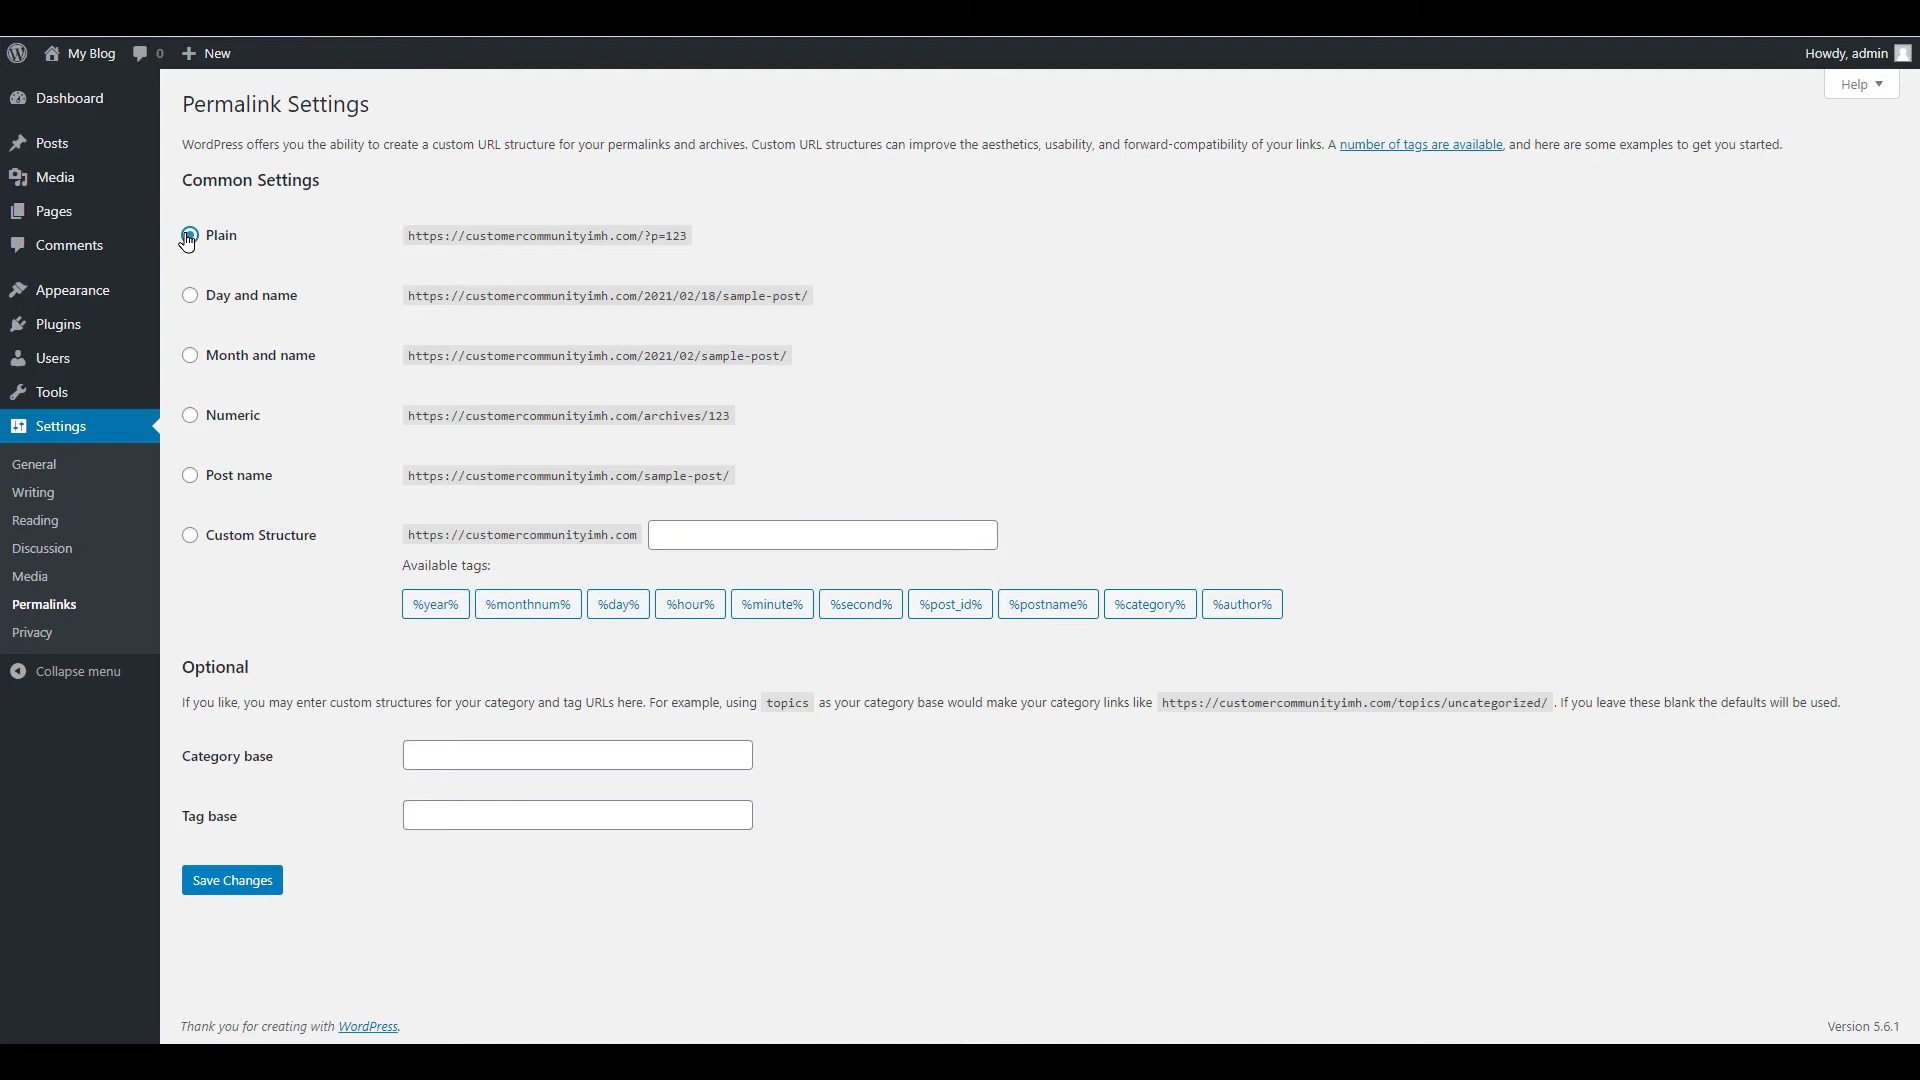 My Blog 0 New Howdy, admin
Help
Dashboard
Posts
Media
Pages
Comments
Appearance
Plugins
Users
Tools
Settings
General
Writing
Reading
Discussion
Media
Permalinks
Privacy
Collapse menu
Permalink Settings
WordPress offers you the ability to create a custom URL structure for your permalinks and archives. Custom URL structures can improve the aesthetics, usability, and forward-compatibility of your links. A number of tags are available, and here are some examples to get you started.
Common Settings
Plain https://customercommunityimh.com/?p=123
Day and name https://customercommunityimh.com/2021/02/18/sample-post/
Month and name https://customercommunityimh.com/2021/02/sample-post/
Numeric https://customercommunityimh.com/archives/123
Post name https://customercommunityimh.com/sample-post/
Custom Structure https://customercommunityimh.com
Available tags:
%year% %monthnum% %day% %hour% %minute% %second% %post_id% %postname% %category% %author%
Optional
If you like, you may enter custom structures for your category and tag URLs here. For example, using topics as your category base would make your category links like https://customercommunityimh.com/topics/uncategorized/ . If you leave these blank the defaults will be used.
Category base
Tag base
Save Changes
Thank you for creating with WordPress. Version 5.6.1